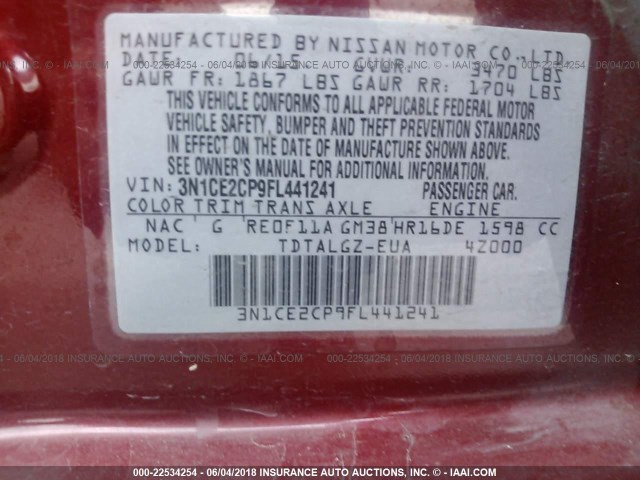 MANUFACTURED BY NISSAN MOTOR CO., LTD.
DATE 01/15 GVWR 3470 LBS
GAWR FR: 1867 LBS GAWR RR: 1704 LBS
THIS VEHICLE CONFORMS TO ALL APPLICABLE FEDERAL MOTOR
VEHICLE SAFETY, BUMPER AND THEFT PREVENTION STANDARDS
IN EFFECT ON THE DATE OF MANUFACTURE SHOWN ABOVE.
SEE OWNER'S MANUAL FOR ADDITIONAL INFORMATION.
VIN: 3N1CE2CP9FL441241 PASSENGER CAR.
COLOR TRIM TRANS AXLE ENGINE
NAC G RE0F11A GM38 HR16DE 1598 CC
MODEL: TDTALGZ-EUA 4Z000
3N1CE2CP9FL441241
000-22534254 - 06/04/2018 INSURANCE AUTO AUCTIONS, INC. - © IAAI.COM